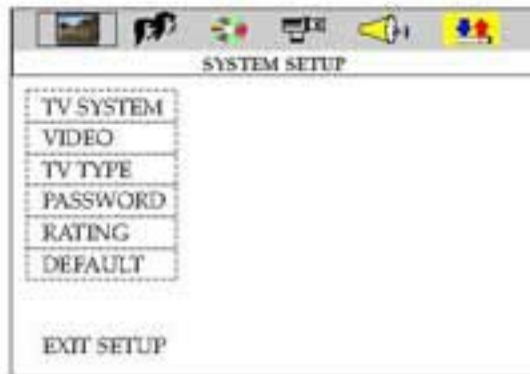 SYSTEM SETUP
TV SYSTEM
VIDEO
TV TYPE
PASSWORD
RATING
DEFAULT
EXIT SETUP